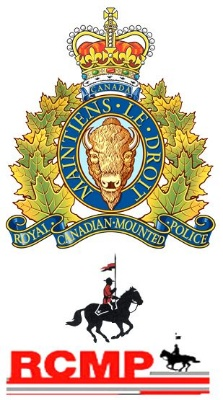 CANADA
MAINTIENS·LE·DROIT
ROYAL CANADIAN·MOUNTED POLICE
RCMP